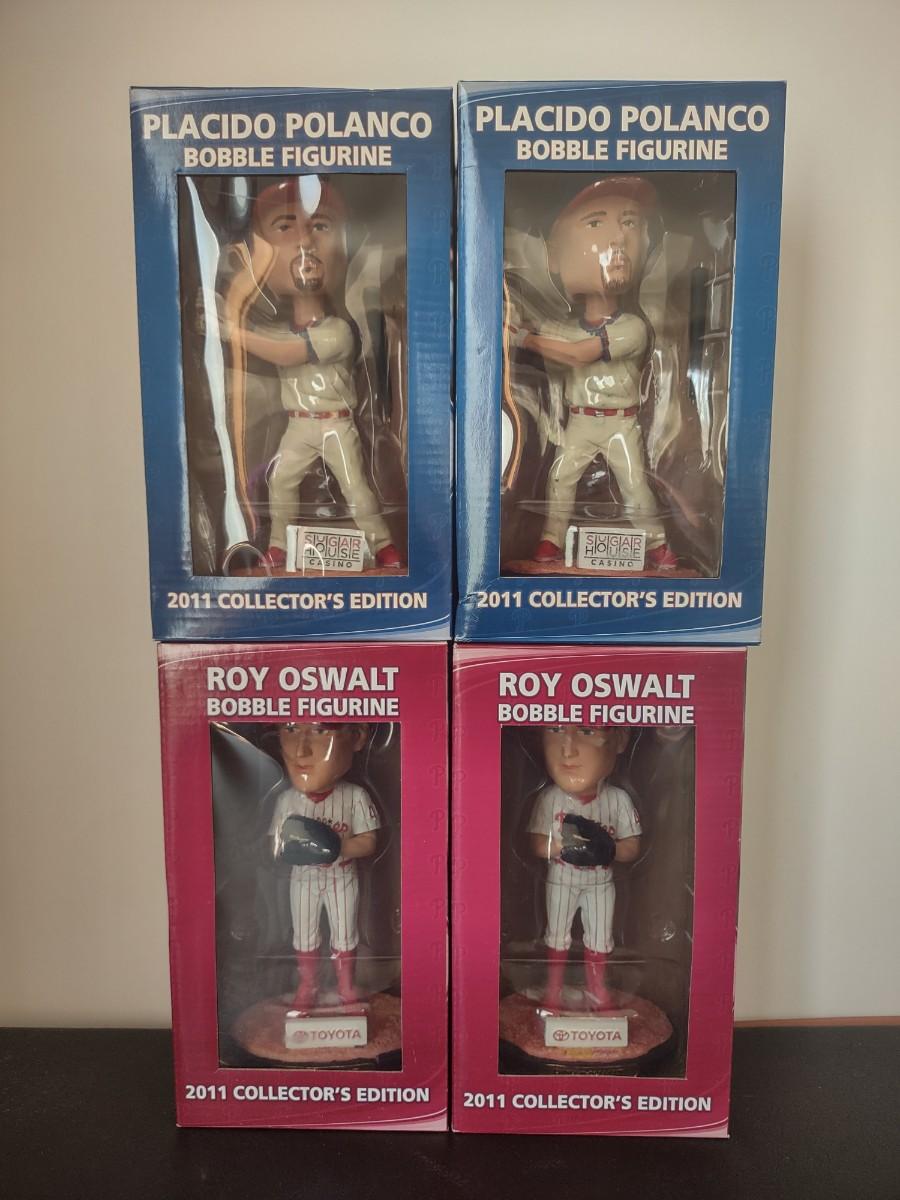 PLACIDO POLANCO
BOBBLE FIGURINE
SUGAR
HOUSE
CASINO
2011 COLLECTOR'S EDITION
PLACIDO POLANCO
BOBBLE FIGURINE
SUGAR
HOUSE
CASINO
2011 COLLECTOR'S EDITION
ROY OSWALT
BOBBLE FIGURINE
TOYOTA
2011 COLLECTOR'S EDITION
ROY OSWALT
BOBBLE FIGURINE
TOYOTA
2011 COLLECTOR'S EDITION